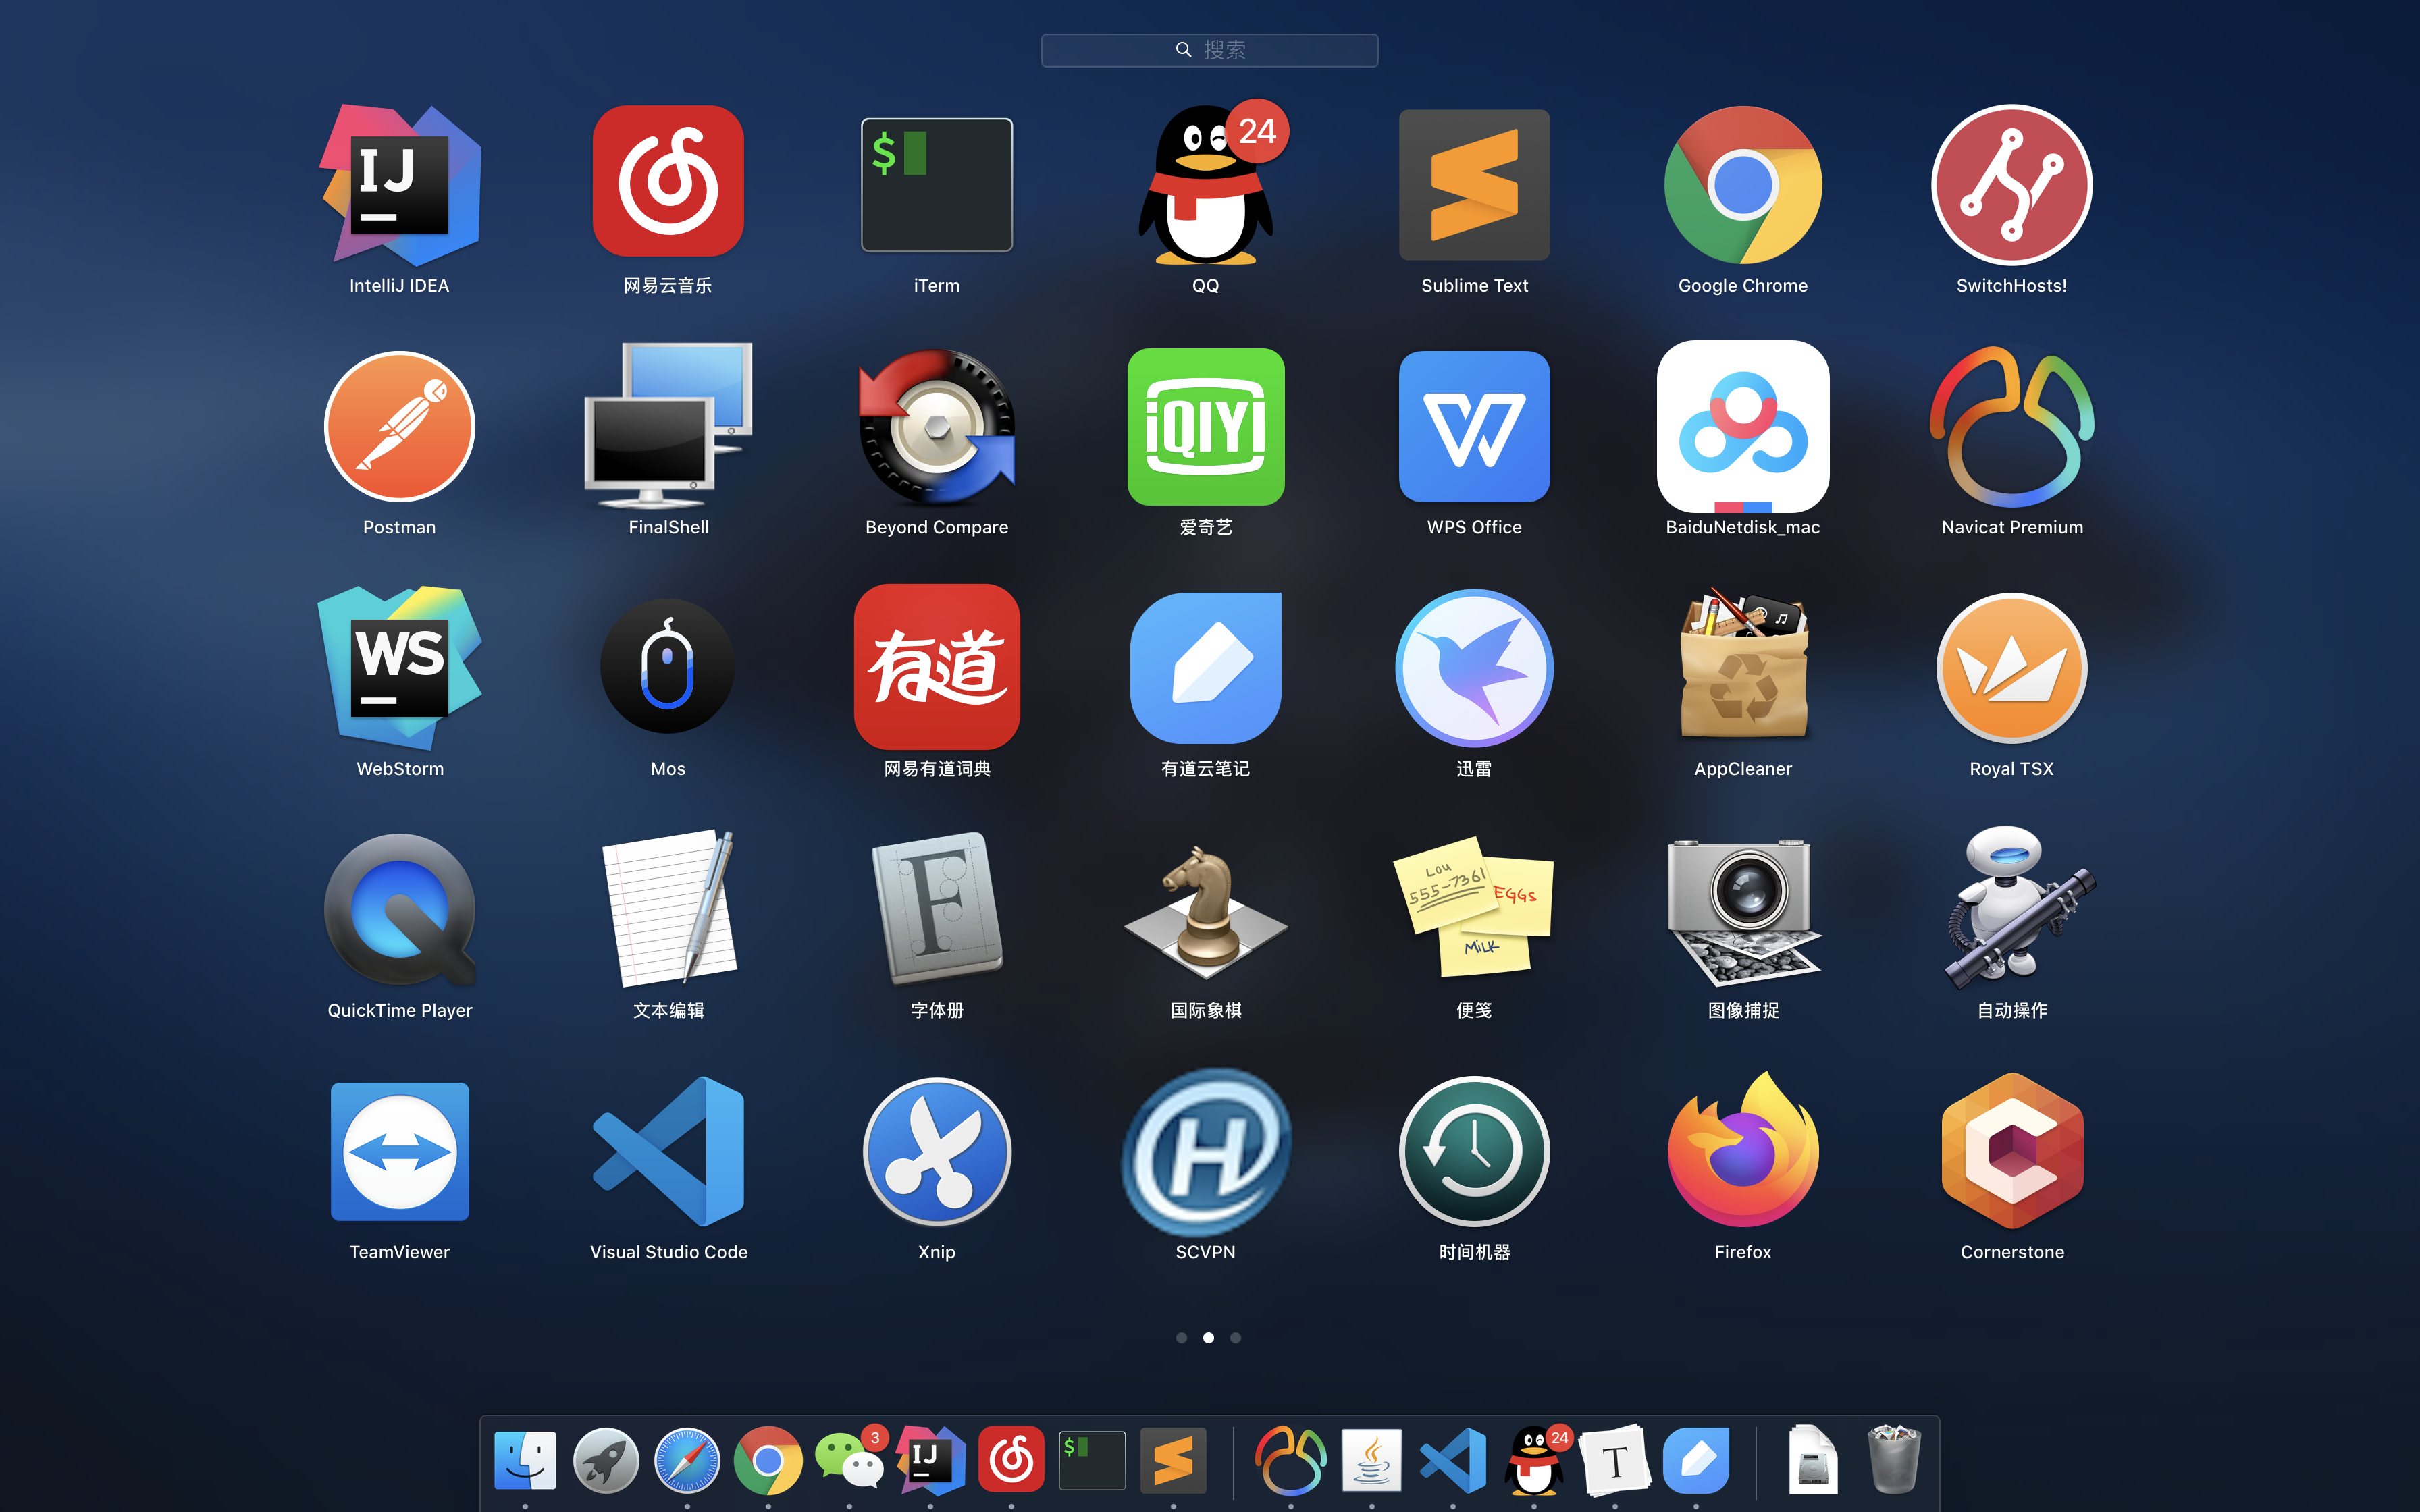 搜索
IJ
$
24
IntelliJ IDEA
网易云音乐
iTerm
QQ
Sublime Text
Google Chrome
SwitchHosts!
iQIYI
W
Postman
FinalShell
Beyond Compare
爱奇艺
WPS Office
BaiduNetdisk_mac
Navicat Premium
WS
有道
WebStorm
Mos
网易有道词典
有道云笔记
迅雷
AppCleaner
Royal TSX
F
Lou
555-7361
EGGs
MiLK
QuickTime Player
文本编辑
字体册
国际象棋
便笺
图像捕捉
自动操作
H
TeamViewer
Visual Studio Code
Xnip
SCVPN
时间机器
Firefox
Cornerstone
3
IJ
$
24
T